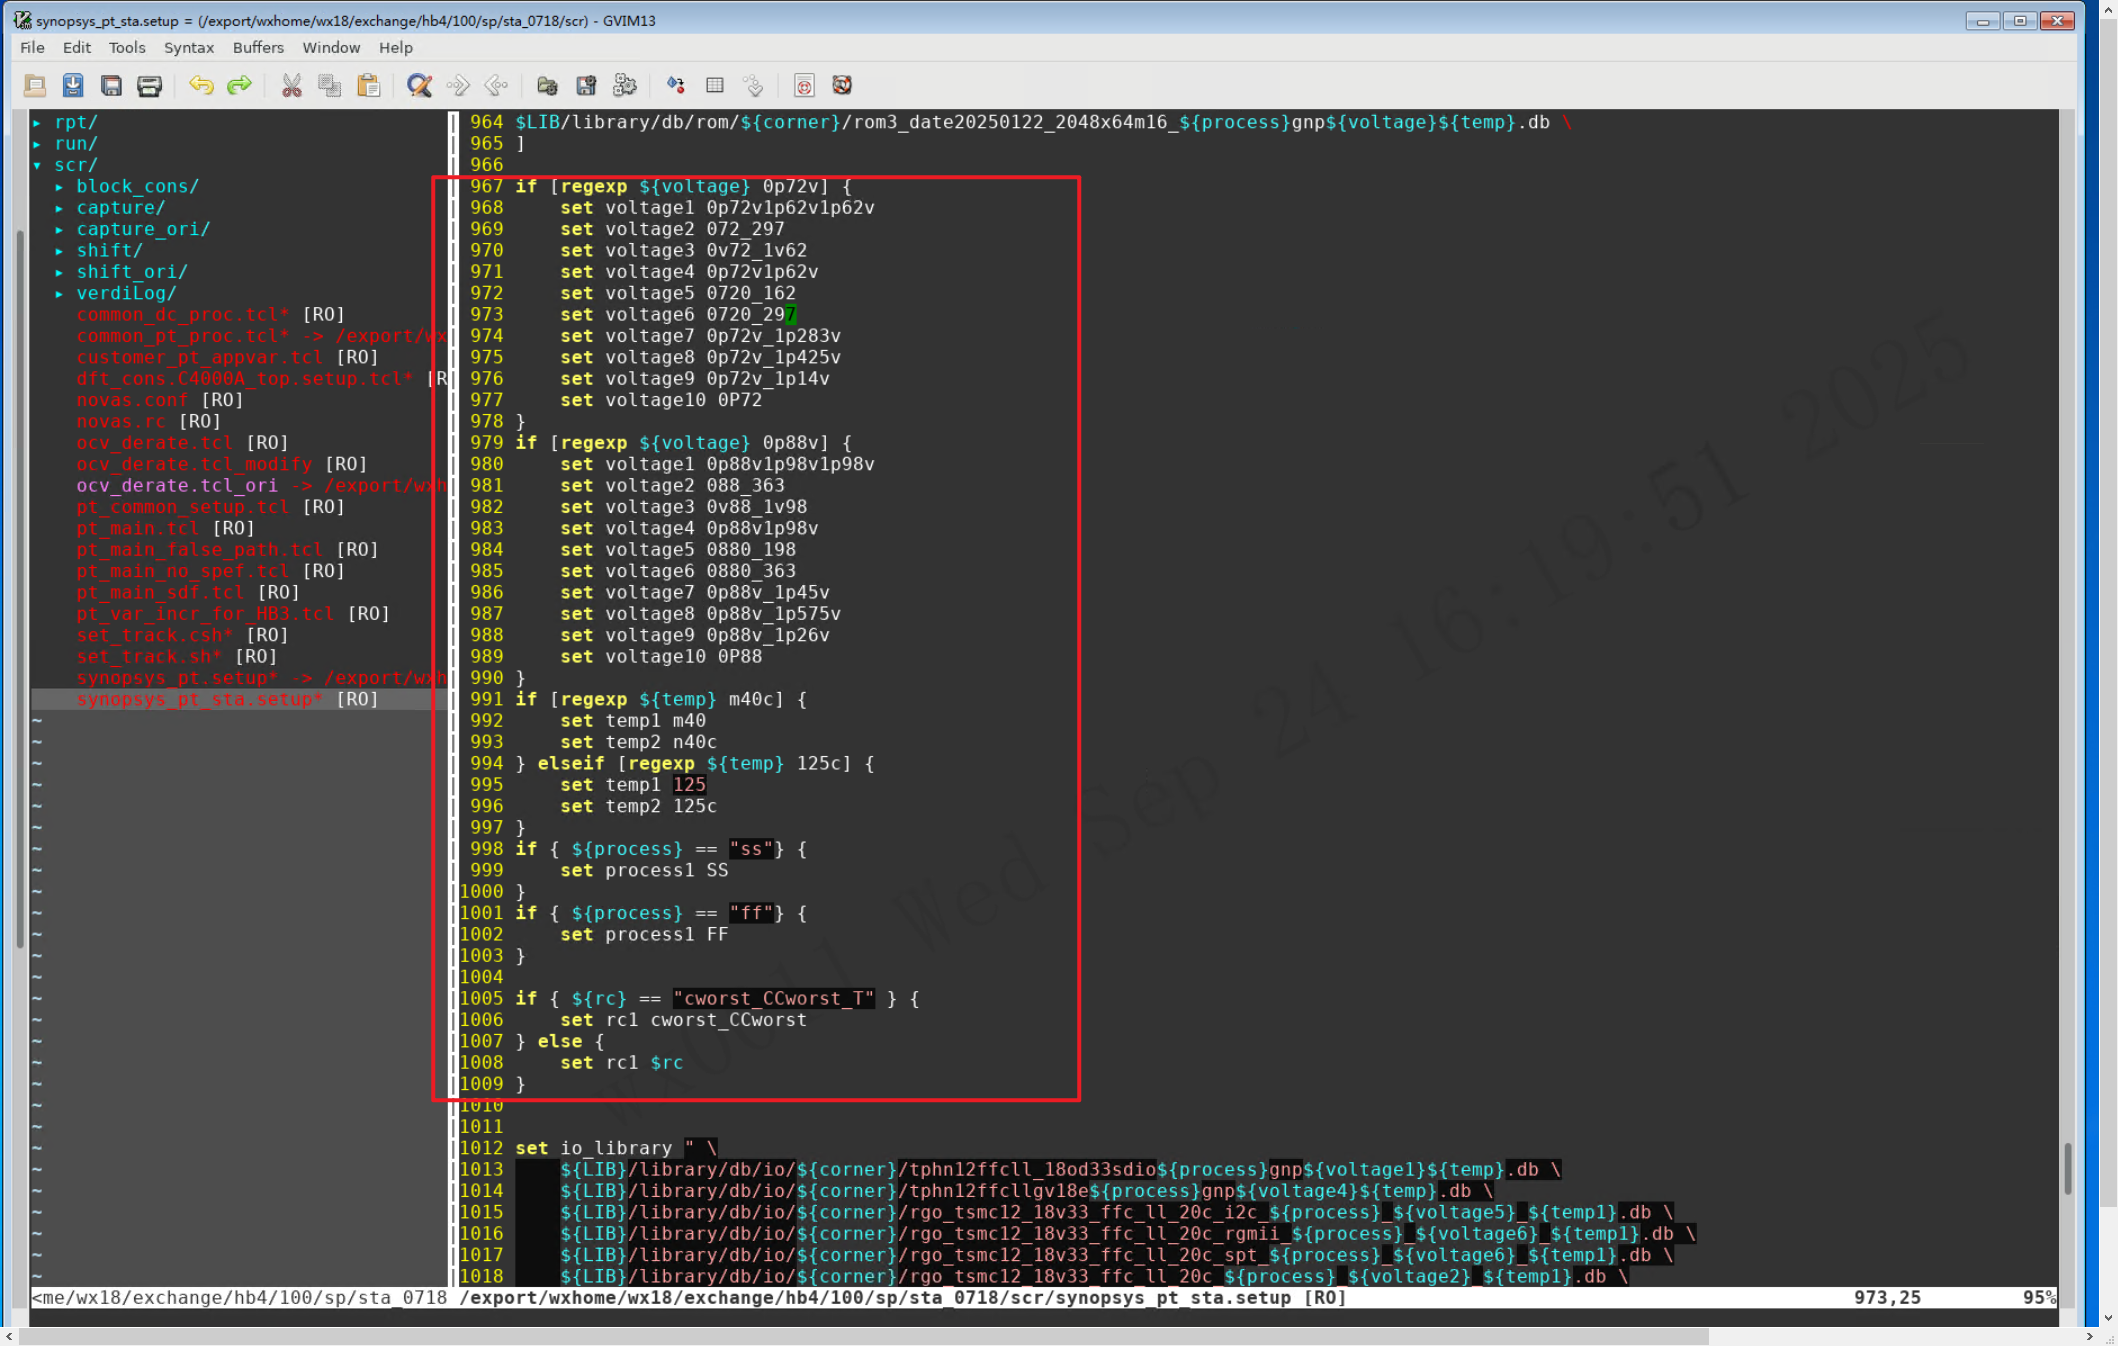 synopsys_pt_sta.setup = (/export/wxhome/wx18/exchange/hb4/100/sp/sta_0718/scr) - GVIM13
File Edit Tools Syntax Buffers Window Help
▸ rpt/
▸ run/
▾ scr/
▸ block_cons/
▸ capture/
▸ capture_ori/
▸ shift/
▸ shift_ori/
▸ verdiLog/
common_dc_proc.tcl* [RO]
common_pt_proc.tcl* -> /export/wx
customer_pt_appvar.tcl [RO]
dft_cons.C4000A_top.setup.tcl* [R
novas.conf [RO]
novas.rc [RO]
ocv_derate.tcl [RO]
ocv_derate.tcl_modify [RO]
ocv_derate.tcl_ori -> /export/wxh
pt_common_setup.tcl [RO]
pt_main.tcl [RO]
pt_main_false_path.tcl [RO]
pt_main_no_spef.tcl [RO]
pt_main_sdf.tcl [RO]
pt_var_incr_for_HB3.tcl [RO]
set_track.csh* [RO]
set_track.sh* [RO]
synopsys_pt.setup* -> /export/wxh
synopsys_pt_sta.setup* [RO]
964 $LIB/library/db/rom/${corner}/rom3_date20250122_2048x64m16_${process}gnp${voltage}${temp}.db \
965 ]
966
967 if [regexp ${voltage} 0p72v] {
968     set voltage1 0p72v1p62v1p62v
969     set voltage2 072_297
970     set voltage3 0v72_1v62
971     set voltage4 0p72v1p62v
972     set voltage5 0720_162
973     set voltage6 0720_297
974     set voltage7 0p72v_1p283v
975     set voltage8 0p72v_1p425v
976     set voltage9 0p72v_1p14v
977     set voltage10 0P72
978 }
979 if [regexp ${voltage} 0p88v] {
980     set voltage1 0p88v1p98v1p98v
981     set voltage2 088_363
982     set voltage3 0v88_1v98
983     set voltage4 0p88v1p98v
984     set voltage5 0880_198
985     set voltage6 0880_363
986     set voltage7 0p88v_1p45v
987     set voltage8 0p88v_1p575v
988     set voltage9 0p88v_1p26v
989     set voltage10 0P88
990 }
991 if [regexp ${temp} m40c] {
992     set temp1 m40
993     set temp2 n40c
994 } elseif [regexp ${temp} 125c] {
995     set temp1 125
996     set temp2 125c
997 }
998 if { ${process} == "ss"} {
999     set process1 SS
1000 }
1001 if { ${process} == "ff"} {
1002     set process1 FF
1003 }
1004
1005 if { ${rc} == "cworst_CCworst_T" } {
1006     set rc1 cworst_CCworst
1007 } else {
1008     set rc1 $rc
1009 }
1010
1011
1012 set io_library " \
1013     ${LIB}/library/db/io/${corner}/tphn12ffcll_18od33sdio${process}gnp${voltage1}${temp}.db \
1014     ${LIB}/library/db/io/${corner}/tphn12ffcllgv18e${process}gnp${voltage4}${temp}.db \
1015     ${LIB}/library/db/io/${corner}/rgo_tsmc12_18v33_ffc_ll_20c_i2c_${process}_${voltage5}_${temp1}.db \
1016     ${LIB}/library/db/io/${corner}/rgo_tsmc12_18v33_ffc_ll_20c_rgmii_${process}_${voltage6}_${temp1}.db \
1017     ${LIB}/library/db/io/${corner}/rgo_tsmc12_18v33_ffc_ll_20c_spt_${process}_${voltage6}_${temp1}.db \
1018     ${LIB}/library/db/io/${corner}/rgo_tsmc12_18v33_ffc_ll_20c_${process}_${voltage2}_${temp1}.db \
<me/wx18/exchange/hb4/100/sp/sta_0718 /export/wxhome/wx18/exchange/hb4/100/sp/sta_0718/scr/synopsys_pt_sta.setup [RO] 973,25 95%
Wed Sep 24 16:19:51 2025